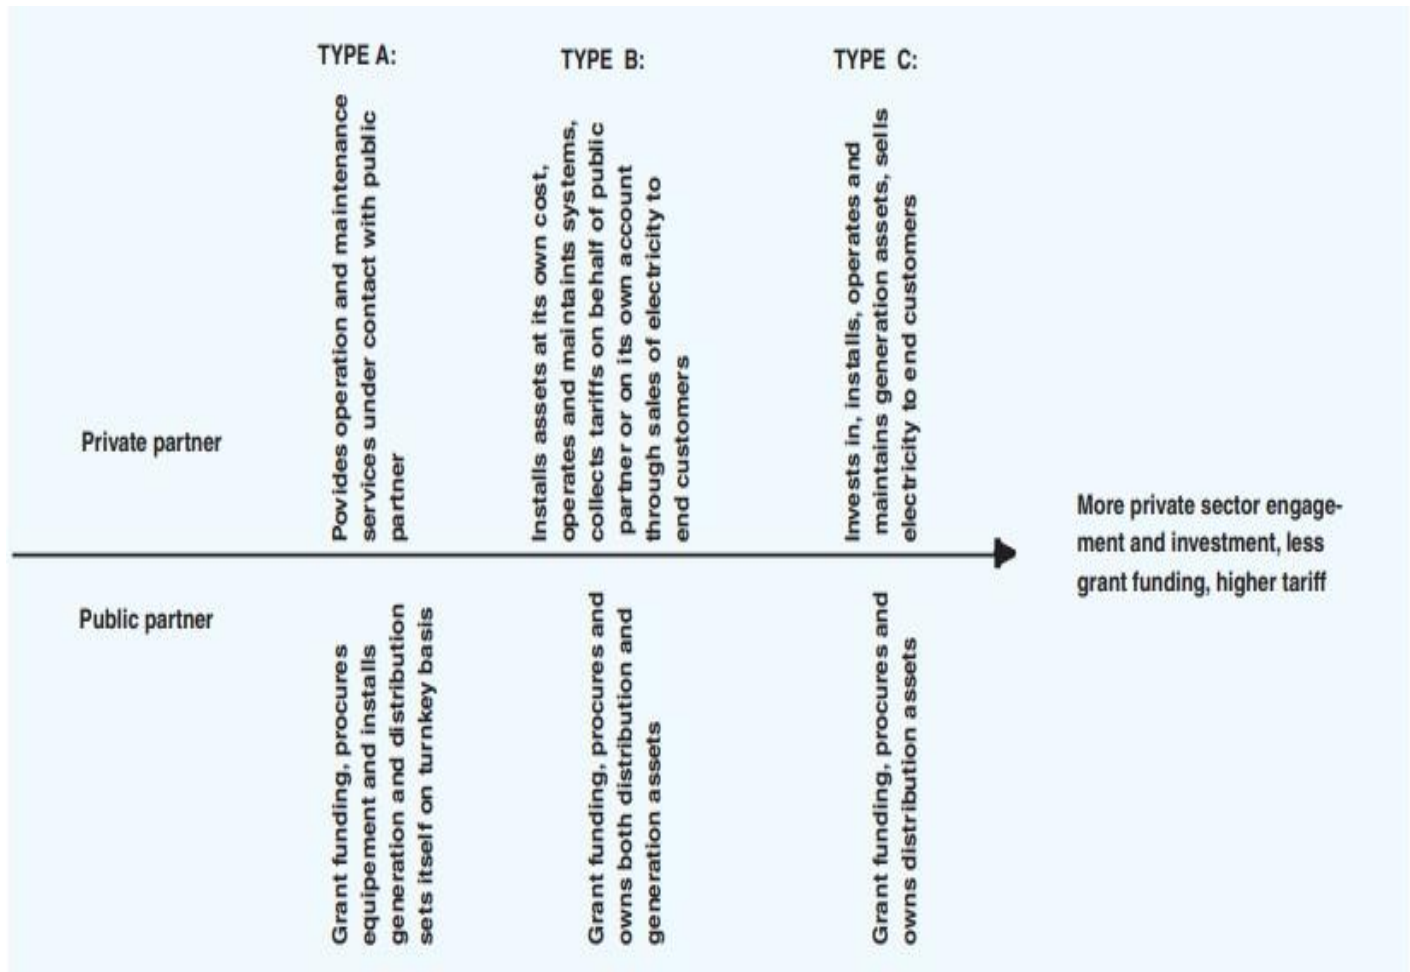 TYPE A:
TYPE B:
TYPE C:
Private partner
Povides operation and maintenance
services under contact with public
partner
Installs assets at its own cost,
operates and maintaints systems,
collects tariffs on behalf of public
partner or on its own account
through sales of electricity to
end customers
Invests in, installs, operates and
maintains generation assets, sells
electricity to end customers
More private sector engage-
ment and investment, less
grant funding, higher tariff
Public partner
Grant funding, procures
equipement and installs
generation and distribution
sets itself on turnkey basis
Grant funding, procures and
owns both distribution and
generation assets
Grant funding, procures and
owns distribution assets